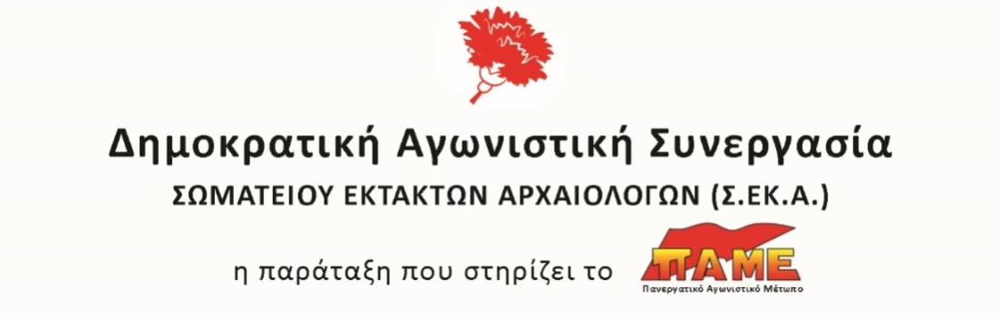 Δημοκρατική Αγωνιστική Συνεργασία
ΣΩΜΑΤΕΙΟΥ ΕΚΤΑΚΤΩΝ ΑΡΧΑΙΟΛΟΓΩΝ (Σ.ΕΚ.Α.)
η παράταξη που στηρίζει το ΠΑΜΕ
Πανεργατικό Αγωνιστικό Μέτωπο